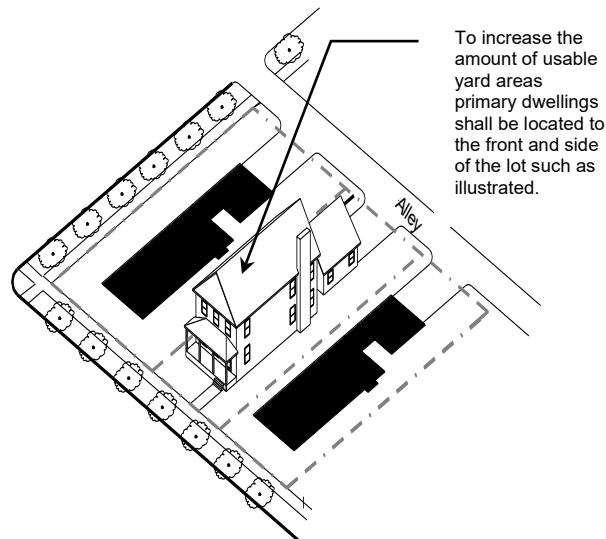 To increase the
amount of usable
yard areas
primary dwellings
shall be located to
the front and side
of the lot such as
illustrated.
Alley